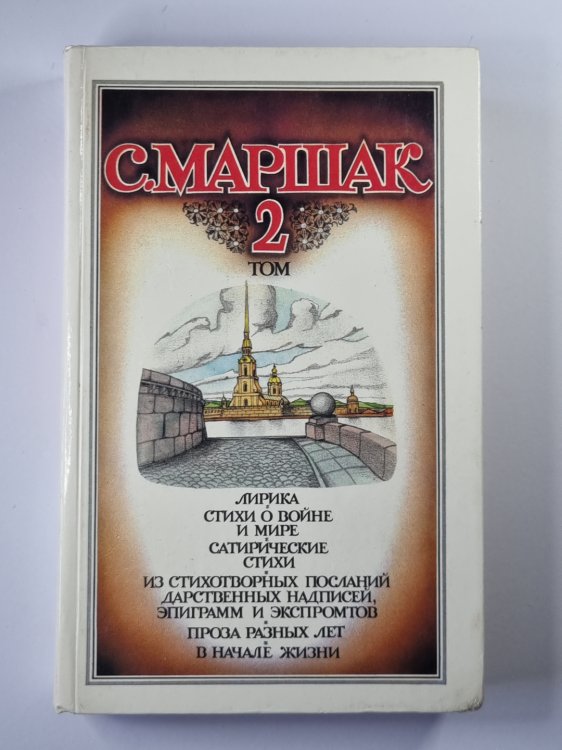 С.МАРШАК
2
ТОМ
ЛИРИКА
СТИХИ О ВОЙНЕ
И МИРЕ
САТИРИЧЕСКИЕ
СТИХИ
ИЗ СТИХОТВОРНЫХ ПОСЛАНИЙ
ДАРСТВЕННЫХ НАДПИСЕЙ,
ЭПИГРАММ И ЭКСПРОМТОВ
ПРОЗА РАЗНЫХ ЛЕТ
В НАЧАЛЕ ЖИЗНИ